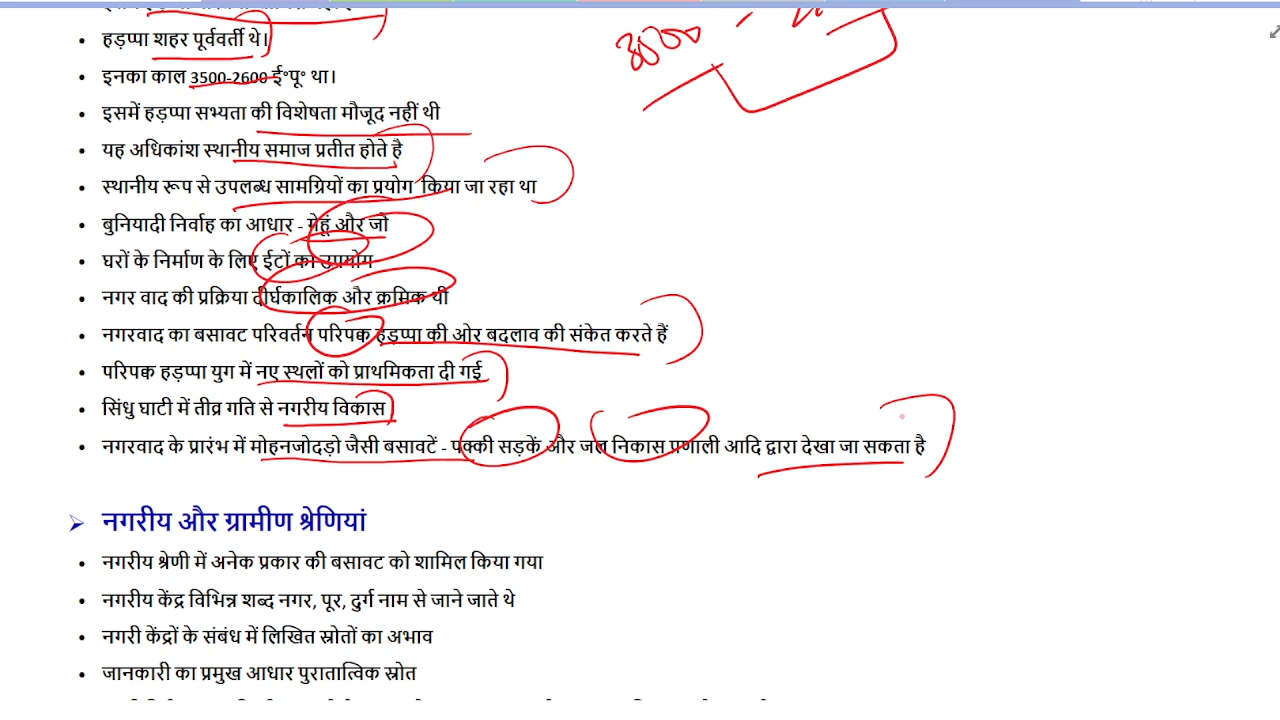 हड़प्पा शहर पूर्ववर्ती थे।
इनका काल 3500-2600 ई°पू° था।
इसमें हड़प्पा सभ्यता की विशेषता मौजूद नहीं थी
यह अधिकांश स्थानीय समाज प्रतीत होते है
स्थानीय रूप से उपलब्ध सामग्रियों का प्रयोग किया जा रहा था
बुनियादी निर्वाह का आधार - गेहूं और जो
घरों के निर्माण के लिए ईटों का उपयोग
नगर वाद की प्रक्रिया दीर्घकालिक और क्रमिक थी
नगरवाद का बसावट परिवर्तन परिपक्व हड़प्पा की ओर बदलाव की संकेत करते हैं
परिपक्व हड़प्पा युग में नए स्थलों को प्राथमिकता दी गई
सिंधु घाटी में तीव्र गति से नगरीय विकास
नगरवाद के प्रारंभ में मोहनजोदड़ो जैसी बसावटें - पक्की सड़कें और जल निकास प्रणाली आदि द्वारा देखा जा सकता है
नगरीय और ग्रामीण श्रेणियां
नगरीय श्रेणी में अनेक प्रकार की बसावट को शामिल किया गया
नगरीय केंद्र विभिन्न शब्द नगर, पूर, दुर्ग नाम से जाने जाते थे
नगरी केंद्रों के संबंध में लिखित स्रोतों का अभाव
जानकारी का प्रमुख आधार पुरातात्विक स्रोत